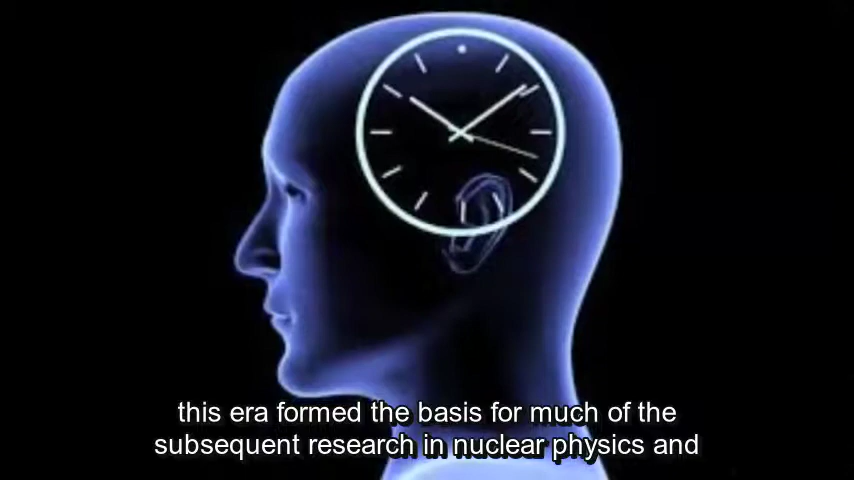 this era formed the basis for much of the
subsequent research in nuclear physics and